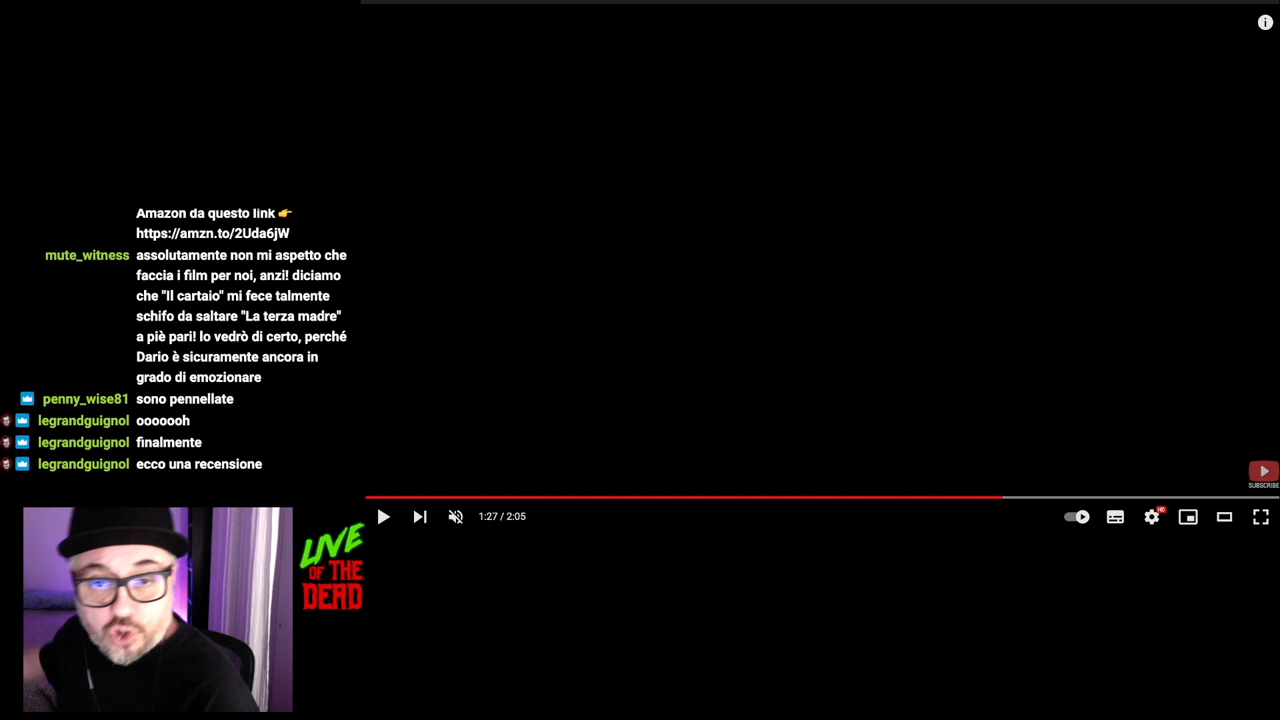 Amazon da questo link 👉
https://amzn.to/2Uda6jW
mute_witness assolutamente non mi aspetto che
faccia i film per noi, anzi! diciamo
che "Il cartaio" mi fece talmente
schifo da saltare "La terza madre"
a piè pari! lo vedrò di certo, perché
Dario è sicuramente ancora in
grado di emozionare
penny_wise81 sono pennellate
legrandguignol ooooooh
legrandguignol finalmente
legrandguignol ecco una recensione
SUBSCRIBE
1:27 / 2:05
HD
LIVE
OF THE
DEAD